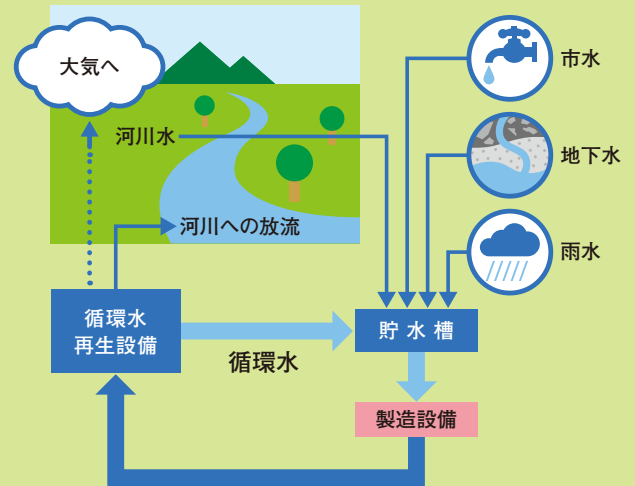 大気へ
市水
河川水
地下水
河川への放流
雨水
循環水
再生設備
貯水槽
循環水
製造設備